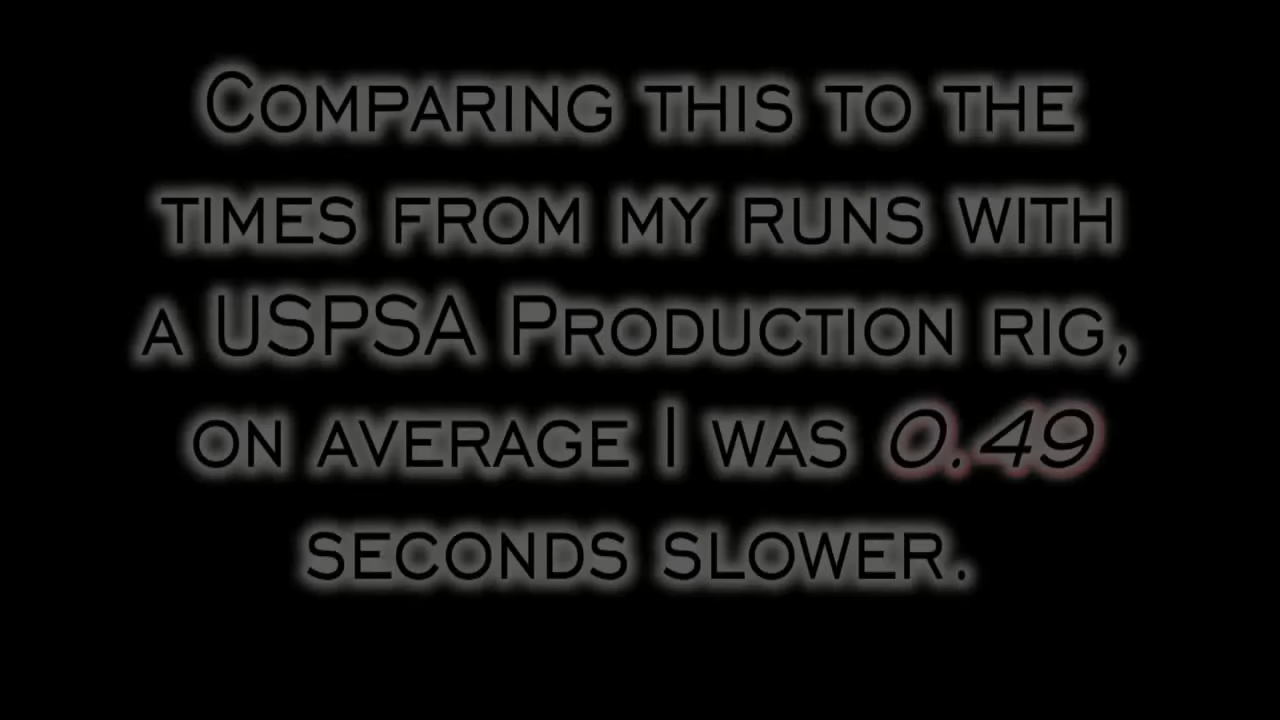 Comparing this to the
times from my runs with
a USPSA Production rig,
on average I was 0.49
seconds slower.